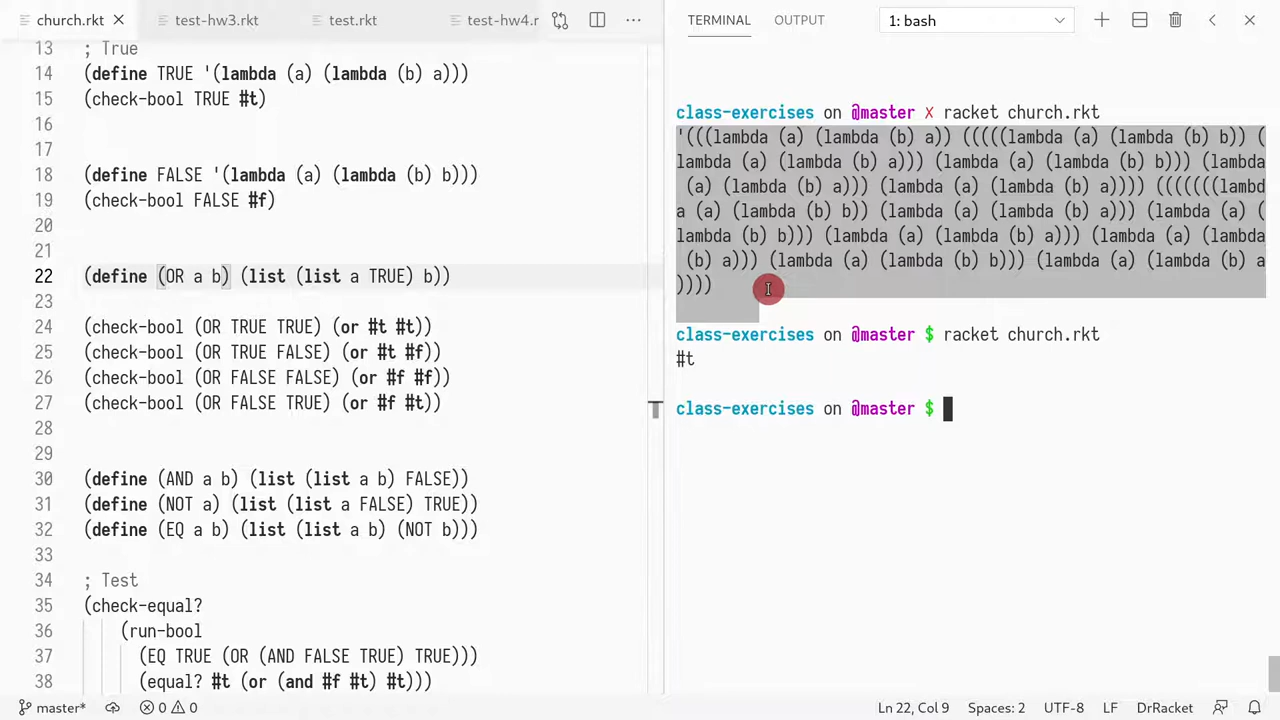 church.rkt
test-hw3.rkt
test.rkt
test-hw4.r
TERMINAL
OUTPUT
1: bash
13 ; True
14 (define TRUE '(lambda (a) (lambda (b) a)))
15 (check-bool TRUE #t)
16
17
18 (define FALSE '(lambda (a) (lambda (b) b)))
19 (check-bool FALSE #f)
20
21
22 (define (OR a b) (list (list a TRUE) b))
23
24 (check-bool (OR TRUE TRUE) (or #t #t))
25 (check-bool (OR TRUE FALSE) (or #t #f))
26 (check-bool (OR FALSE FALSE) (or #f #f))
27 (check-bool (OR FALSE TRUE) (or #f #t))
28
29
30 (define (AND a b) (list (list a b) FALSE))
31 (define (NOT a) (list (list a FALSE) TRUE))
32 (define (EQ a b) (list (list a b) (NOT b)))
33
34 ; Test
35 (check-equal?
36 (run-bool
37 (EQ TRUE (OR (AND FALSE TRUE) TRUE)))
38 (equal? #t (or (and #f #t) #t)))
class-exercises on @master ✗ racket church.rkt
'(((lambda (a) (lambda (b) a)) (((((lambda (a) (lambda (b) b)) (
lambda (a) (lambda (b) a))) (lambda (a) (lambda (b) b))) (lambda
(a) (lambda (b) a))) (lambda (a) (lambda (b) a)))) (((((((lambd
a (a) (lambda (b) b)) (lambda (a) (lambda (b) a))) (lambda (a) (
lambda (b) b))) (lambda (a) (lambda (b) a))) (lambda (a) (lambda
(b) a))) (lambda (a) (lambda (b) b))) (lambda (a) (lambda (b) a
))))
class-exercises on @master $ racket church.rkt
#t
class-exercises on @master $
master*
0
0
Ln 22, Col 9
Spaces: 2
UTF-8
LF
DrRacket